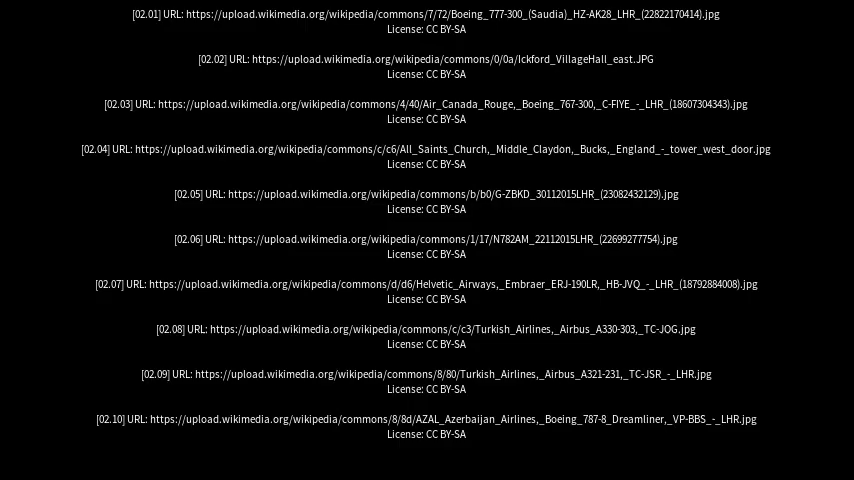 [02.01] URL: https://upload.wikimedia.org/wikipedia/commons/7/72/Boeing_777-300_(Saudia)_HZ-AK28_LHR_(22822170414).jpg
License: CC BY-SA
[02.02] URL: https://upload.wikimedia.org/wikipedia/commons/0/0a/Ickford_VillageHall_east.JPG
License: CC BY-SA
[02.03] URL: https://upload.wikimedia.org/wikipedia/commons/4/40/Air_Canada_Rouge,_Boeing_767-300,_C-FIYE_-_LHR_(18607304343).jpg
License: CC BY-SA
[02.04] URL: https://upload.wikimedia.org/wikipedia/commons/c/c6/All_Saints_Church,_Middle_Claydon,_Bucks,_England_-_tower_west_door.jpg
License: CC BY-SA
[02.05] URL: https://upload.wikimedia.org/wikipedia/commons/b/b0/G-ZBKD_30112015LHR_(23082432129).jpg
License: CC BY-SA
[02.06] URL: https://upload.wikimedia.org/wikipedia/commons/1/17/N782AM_22112015LHR_(22699277754).jpg
License: CC BY-SA
[02.07] URL: https://upload.wikimedia.org/wikipedia/commons/d/d6/Helvetic_Airways,_Embraer_ERJ-190LR,_HB-JVQ_-_LHR_(18792884008).jpg
License: CC BY-SA
[02.08] URL: https://upload.wikimedia.org/wikipedia/commons/c/c3/Turkish_Airlines,_Airbus_A330-303,_TC-JOG.jpg
License: CC BY-SA
[02.09] URL: https://upload.wikimedia.org/wikipedia/commons/8/80/Turkish_Airlines,_Airbus_A321-231,_TC-JSR_-_LHR.jpg
License: CC BY-SA
[02.10] URL: https://upload.wikimedia.org/wikipedia/commons/8/8d/AZAL_Azerbaijan_Airlines,_Boeing_787-8_Dreamliner,_VP-BBS_-_LHR.jpg
License: CC BY-SA